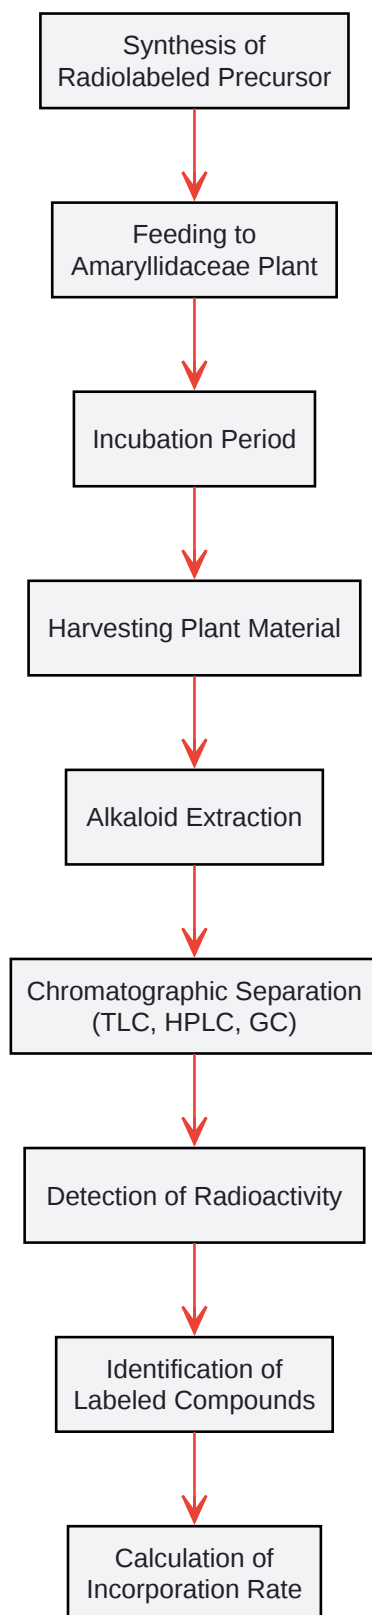 Synthesis of
Radiolabeled Precursor
Feeding to
Amaryllidaceae Plant
Incubation Period
Harvesting Plant Material
Alkaloid Extraction
Chromatographic Separation
(TLC, HPLC, GC)
Detection of Radioactivity
Identification of
Labeled Compounds
Calculation of
Incorporation Rate